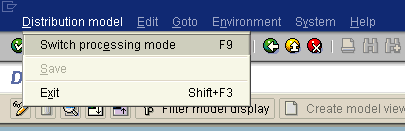 Distribution model Edit Goto Environment System Help
Switch processing mode F9
Save
Exit Shift+F3
Filter model display Create model view